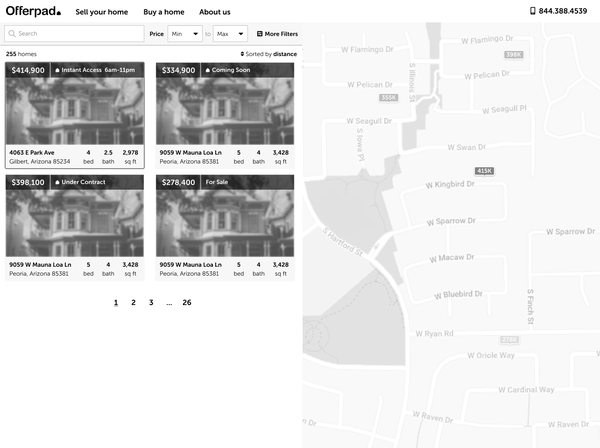 Offerpad.
Sell your home
Buy a home
About us
844.388.4539
Search
Price
Min
to
Max
More Filters
255 homes
Sorted by distance
$414,900
Instant Access 6am-11pm
4063 E Park Ave
Gilbert, Arizona 85234
4 2.5 2,978
bed bath sq ft
$334,900
Coming Soon
9059 W Mauna Loa Ln
Peoria, Arizona 85381
5 4 3,428
bed bath sq ft
$398,100
Under Contract
9059 W Mauna Loa Ln
Peoria, Arizona 85381
5 4 3,428
bed bath sq ft
$278,400
For Sale
9059 W Mauna Loa Ln
Peoria, Arizona 85381
5 4 3,428
bed bath sq ft
1 2 3 ... 26
W Flamingo Dr
W Flamingo Dr
398K
W Pelican Dr
W Pelican Dr
S Illinois St
W Seagull Pl
W Seagull Dr
S Iowa Pl
W Swan Dr
415K
W Kingbird Dr
W Sparrow Dr
W Sparrow Dr
S Hartford St
W Macaw Dr
W Bluebird Dr
S Finch St
W Ryan Rd
W Oriole Way
W Cardinal Way
W Raven Dr
W Raven Dr